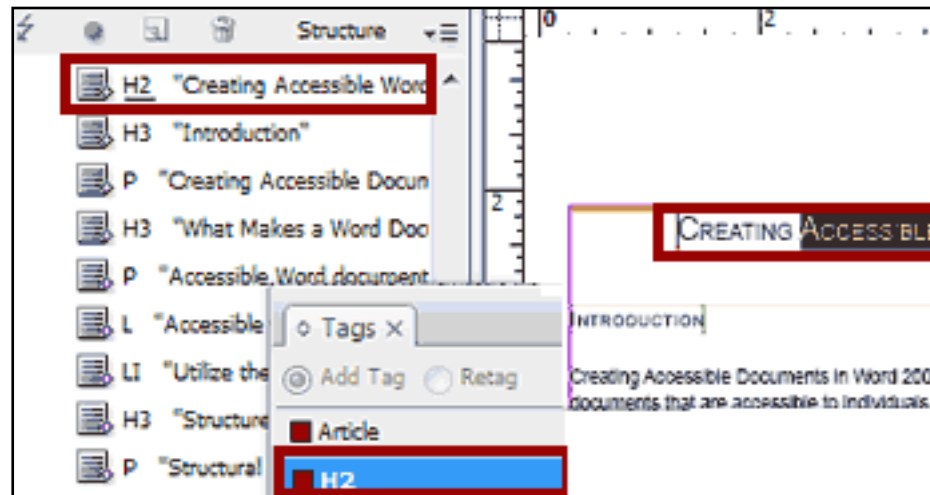 Structure
H2 "Creating Accessible Word
H3 "Introduction"
P "Creating Accessible Docun
H3 "What Makes a Word Doc
P "Accessible Word document
L "Accessible
LI "Utilize the
H3 "Structure
P "Structural
Tags ×
Add Tag Retag
Article
H2
0 2
2
CREATING ACCESSIBLE
INTRODUCTION
Creating Accessible Documents in Word 200
documents that are accessible to individuals